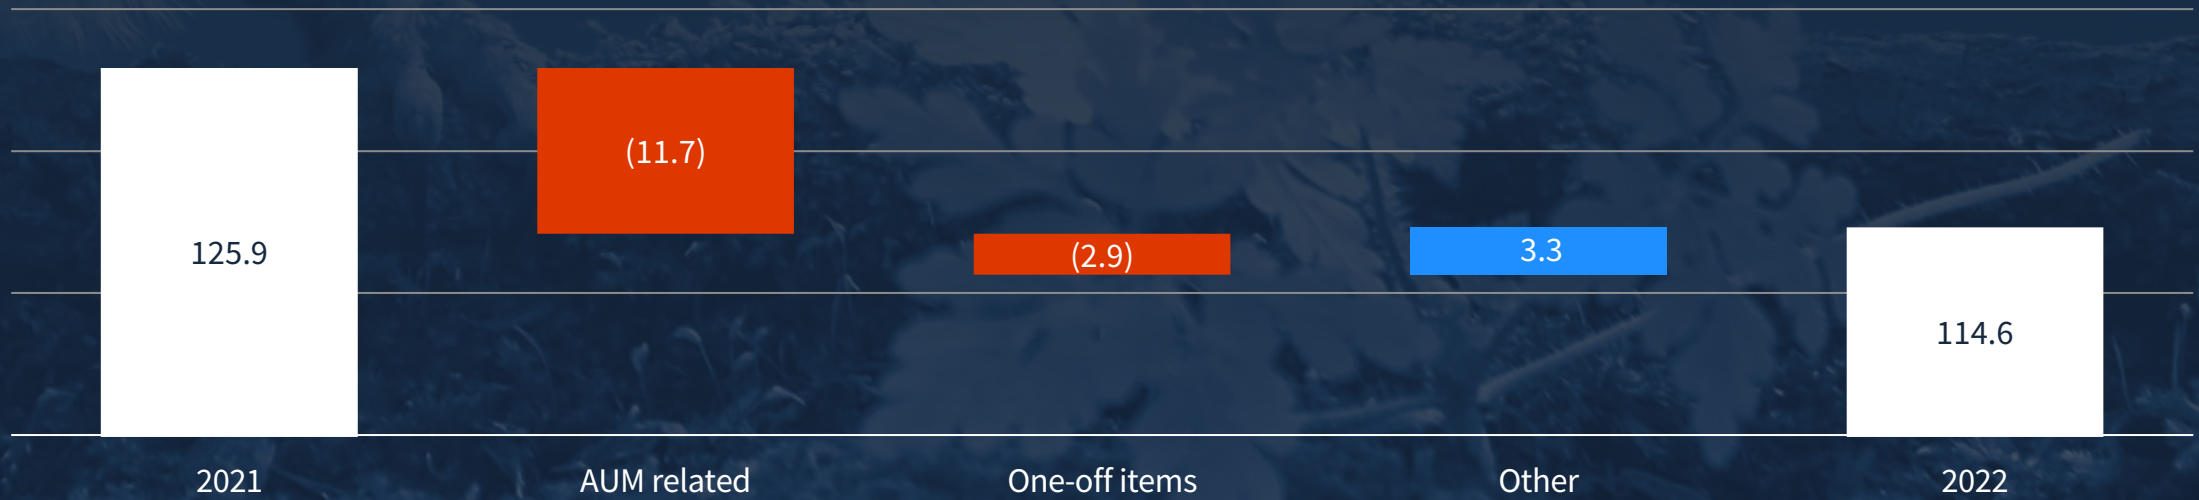 125.9
(11.7)
(2.9)
3.3
114.6
2021
AUM related
One-off items
Other
2022